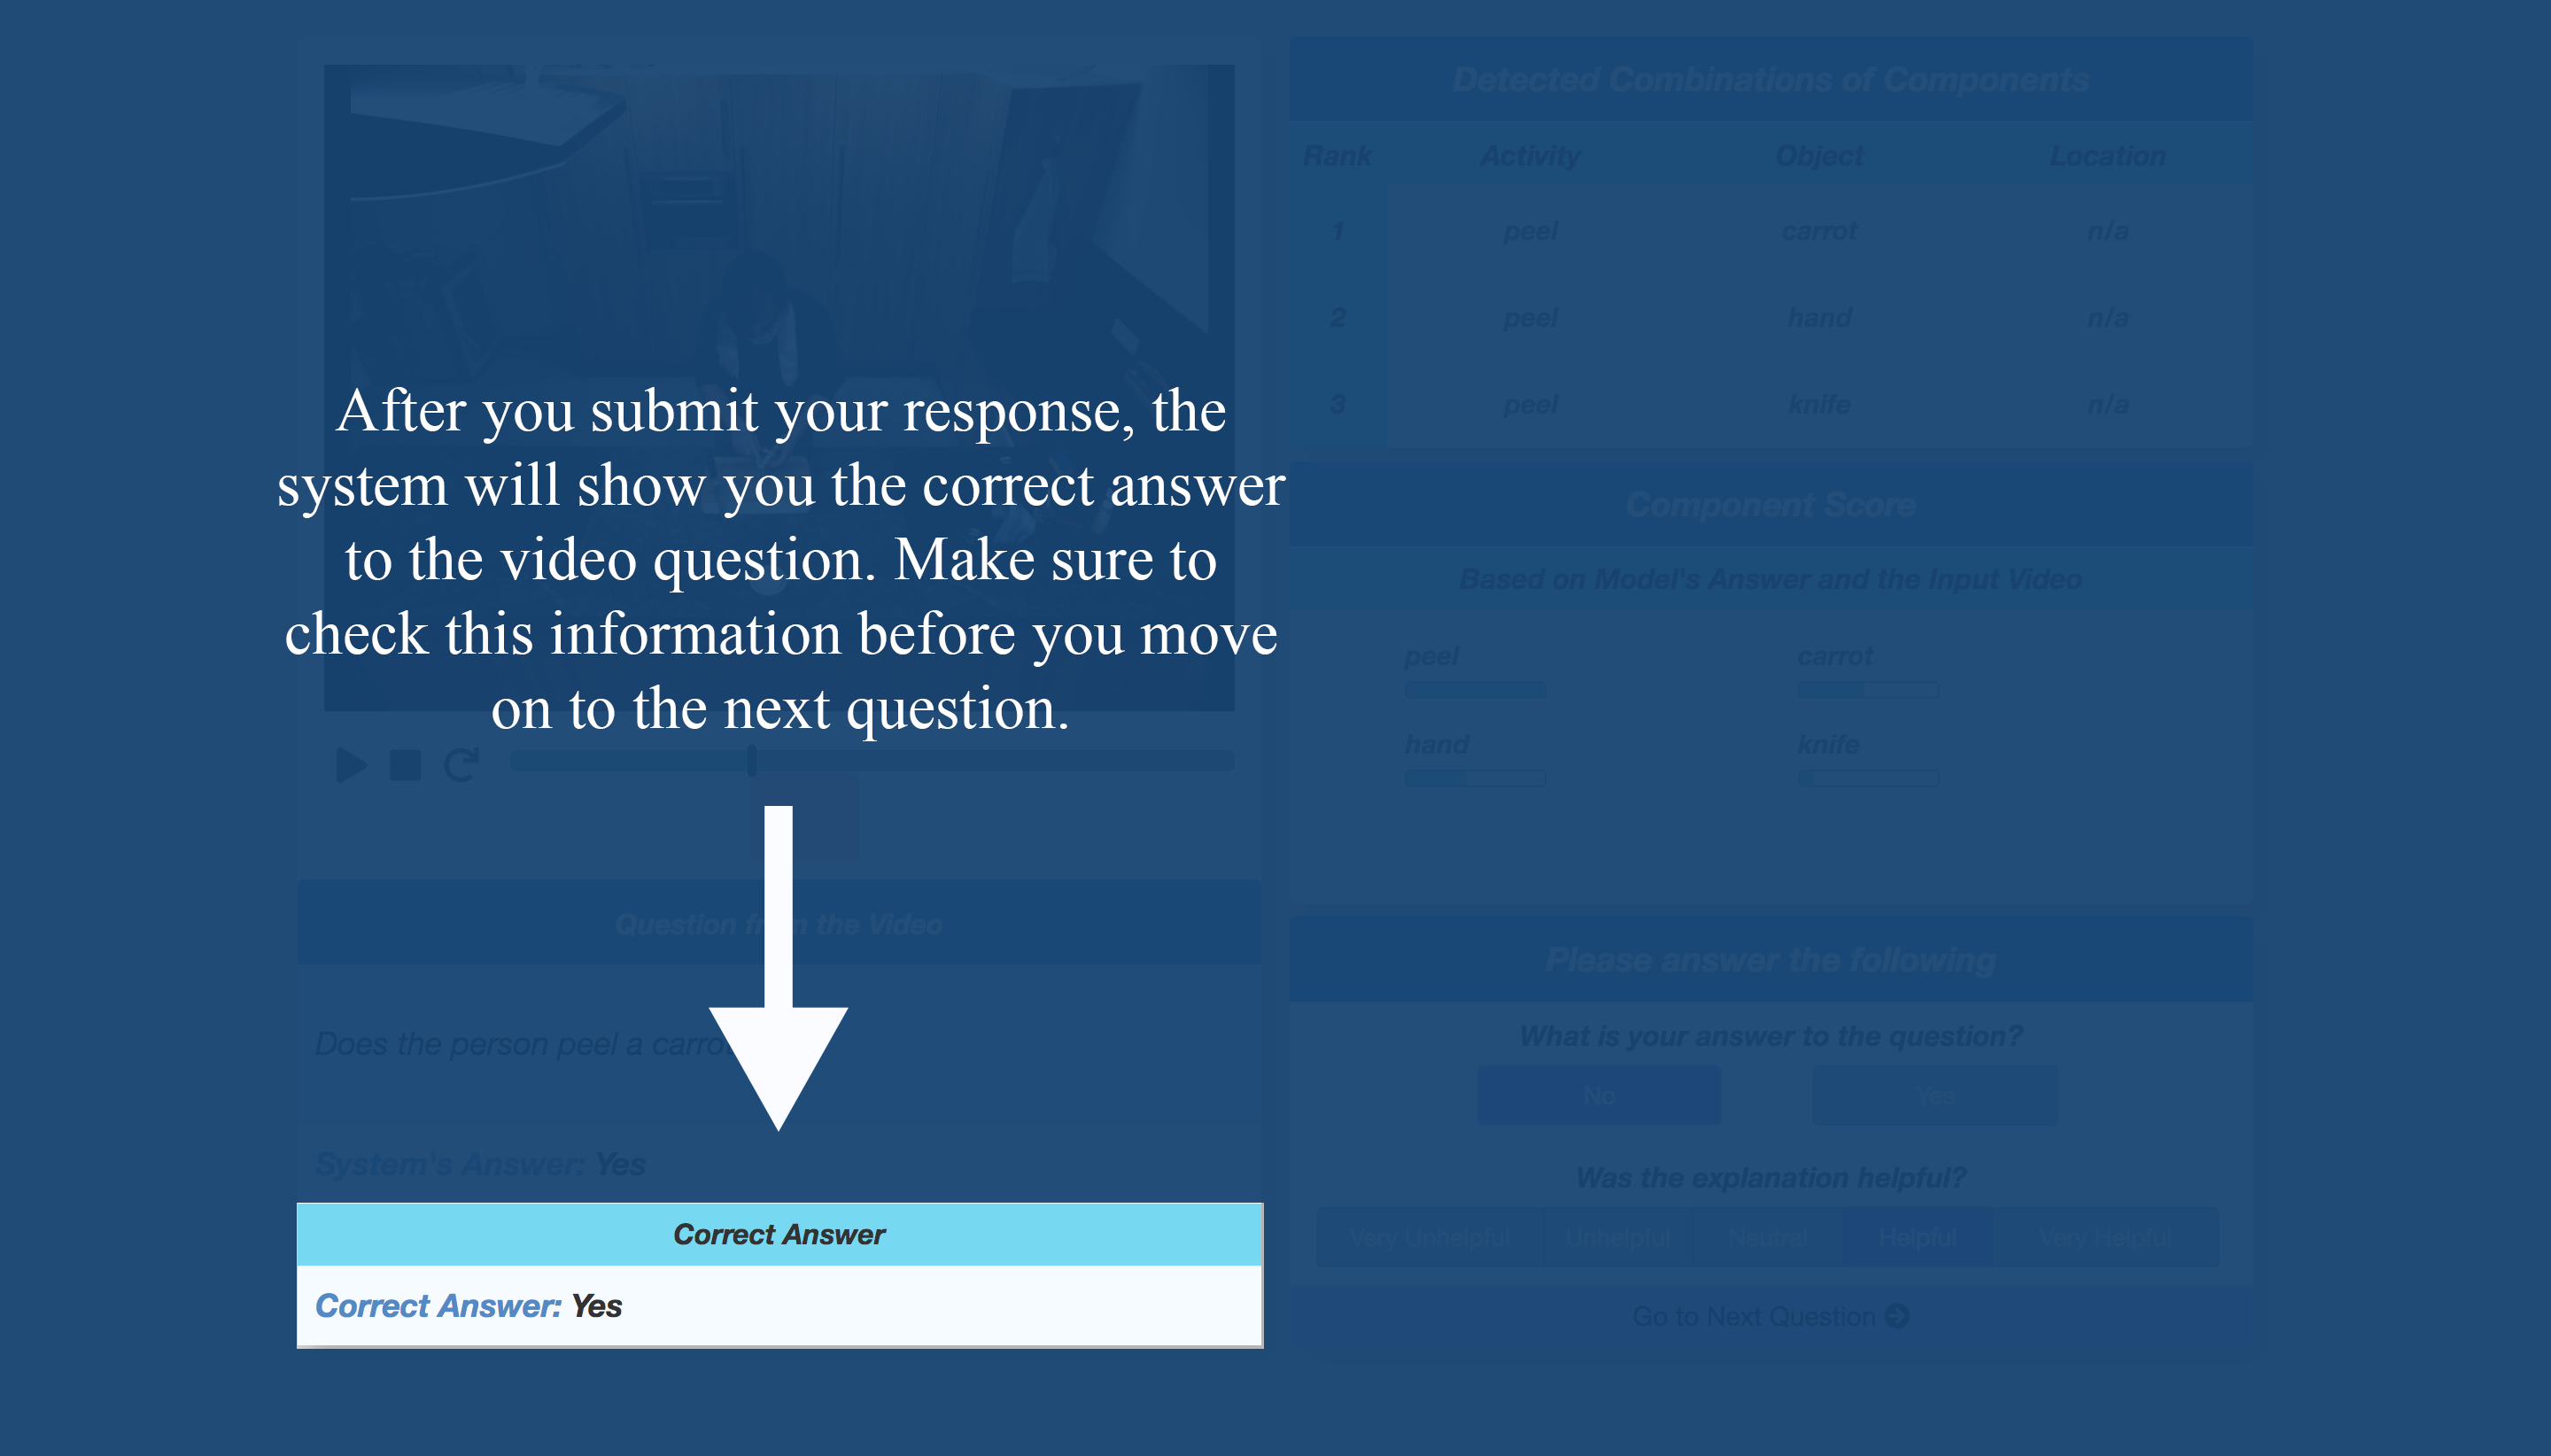 After you submit your response, the
system will show you the correct answer
to the video question. Make sure to
check this information before you move
on to the next question.
Question from the Video
Does the person peel a carrot
System's Answer: Yes
Correct Answer
Correct Answer: Yes
Detected Combinations of Components
Rank Activity Object Location
1 peel carrot n/a
2 peel hand n/a
3 peel knife n/a
Component Score
Based on Model's Answer and the Input Video
peel carrot
hand knife
Please answer the following
What is your answer to the question?
No Yes
Was the explanation helpful?
Very Unhelpful Unhelpful Neutral Helpful Very Helpful
Go to Next Question